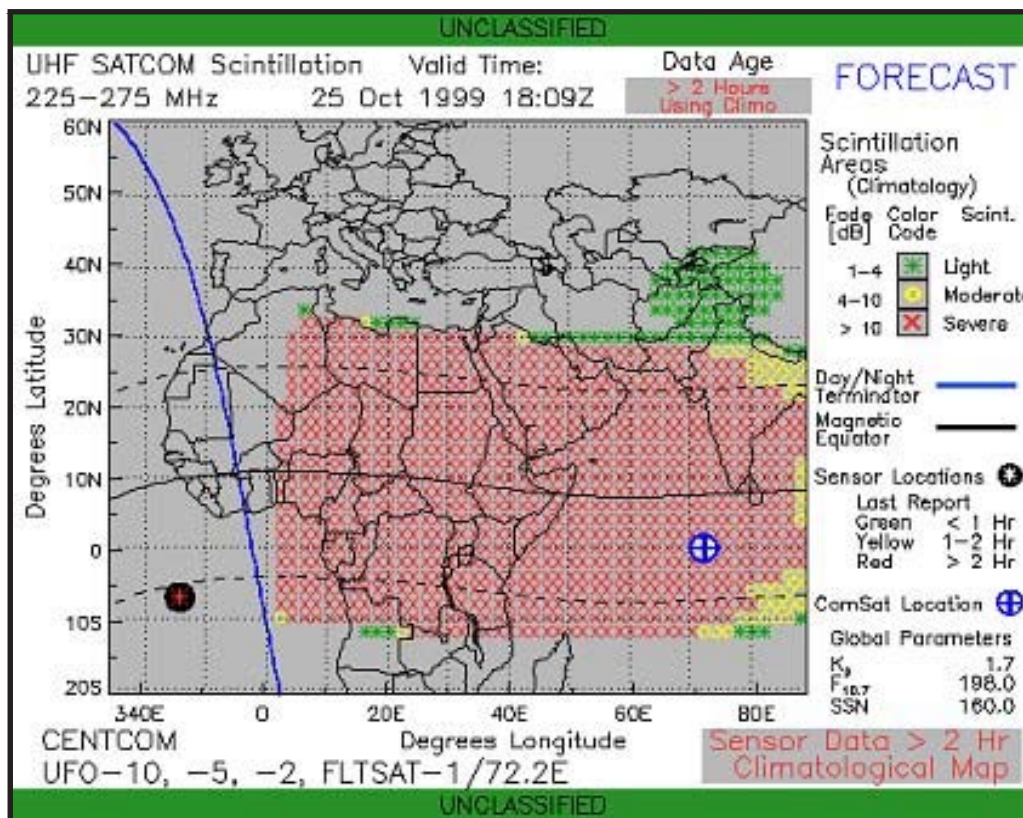 UNCLASSIFIED
UHF SATCOM Scintillation
Valid Time:
225-275 MHz
25 Oct 1999 18:09Z
Data Age
> 2 Hours
Using Climo
FORECAST
60N
50N
40N
30N
20N
10N
0
10S
20S
Degrees Latitude
340E
0
20E
40E
60E
80E
Degrees Longitude
Scintillation
Areas
(Climatology)
Fade Color Scint.
[dB] Code
1-4 Light
4-10 Moderate
> 10 Severe
Day/Night
Terminator
Magnetic
Equator
Sensor Locations
Last Report
Green < 1 Hr
Yellow 1-2 Hr
Red > 2 Hr
ComSat Location
Global Parameters
Kp 1.7
F10.7 198.0
SSN 160.0
CENTCOM
UFO-10, -5, -2, FLTSAT-1/72.2E
Sensor Data > 2 Hr
Climatological Map
UNCLASSIFIED